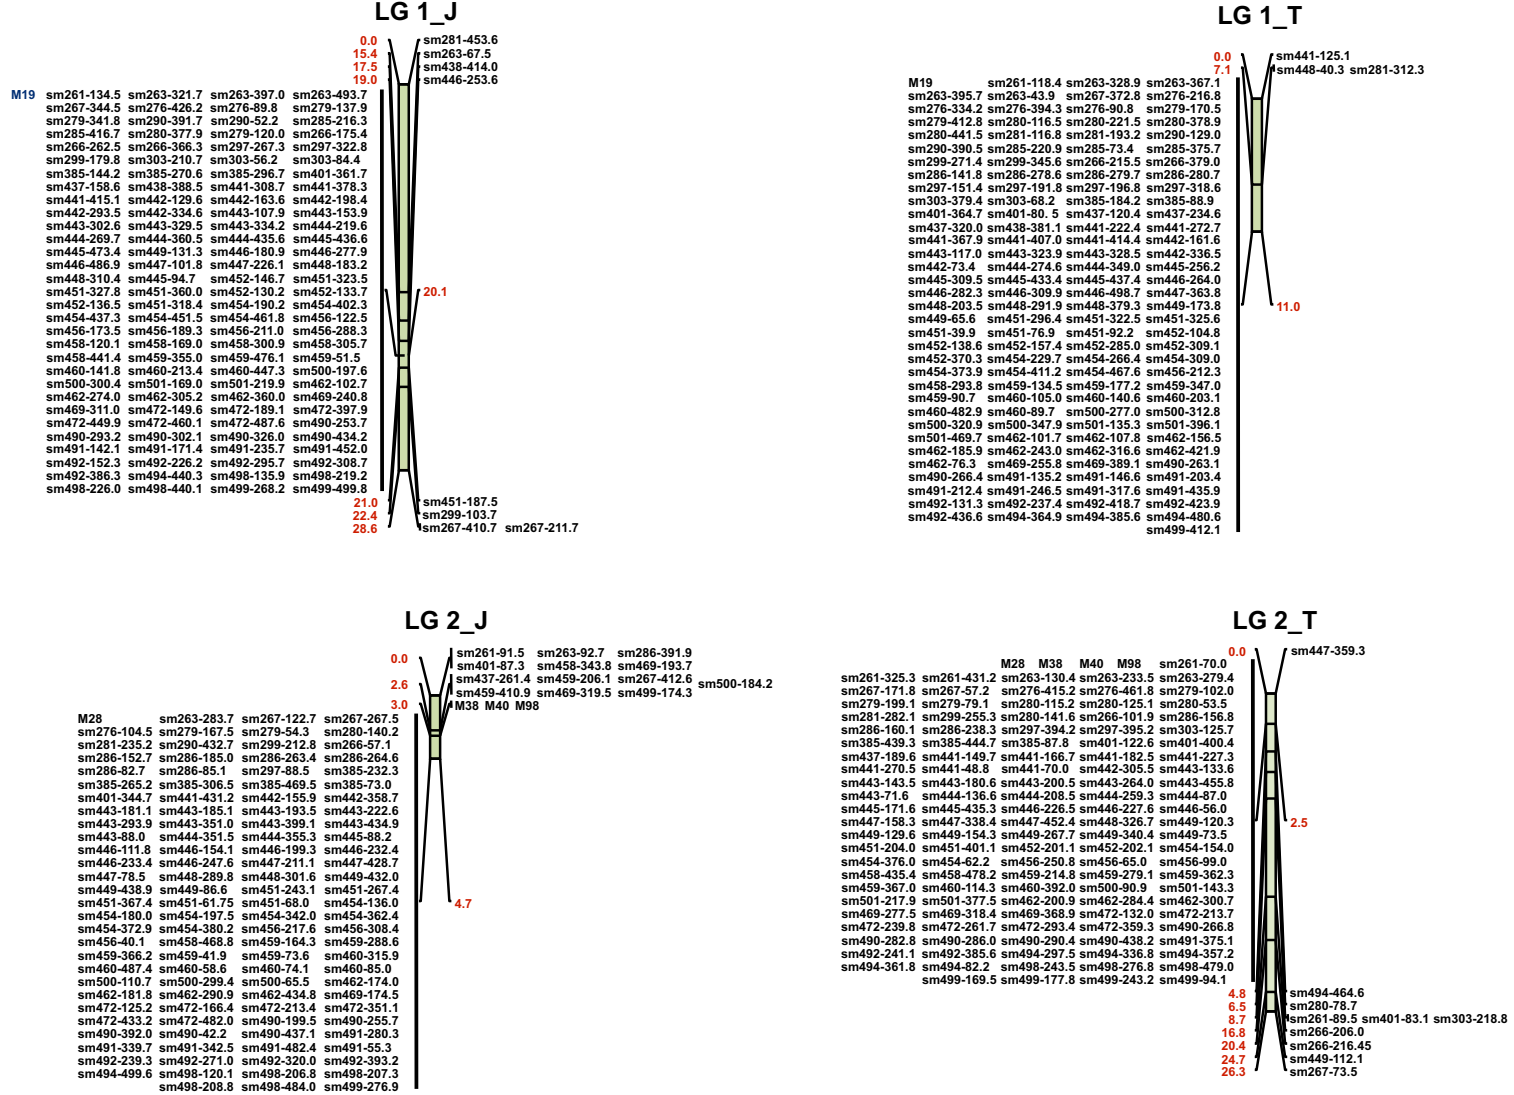 LG 1_J
0.0 sm281-453.6
15.4 sm263-67.5
17.5 sm438-414.0
19.0 sm446-253.6
M19 sm261-134.5 sm263-321.7 sm263-397.0 sm263-493.7
sm267-344.5 sm276-426.2 sm276-89.8 sm279-137.9
sm279-341.8 sm290-391.7 sm290-52.2 sm285-216.3
sm285-416.7 sm280-377.9 sm279-120.0 sm266-175.4
sm266-262.5 sm266-366.3 sm297-267.3 sm297-322.8
sm299-179.8 sm303-210.7 sm303-56.2 sm303-84.4
sm385-144.2 sm385-270.6 sm385-296.7 sm401-361.7
sm437-158.6 sm438-388.5 sm441-308.7 sm441-378.3
sm441-415.1 sm442-129.6 sm442-163.6 sm442-198.4
sm442-293.5 sm442-334.6 sm443-107.9 sm443-153.9
sm443-302.6 sm443-329.5 sm443-334.2 sm444-219.6
sm444-269.7 sm444-360.5 sm444-435.6 sm445-436.6
sm445-473.4 sm449-131.3 sm446-180.9 sm446-277.9
sm446-486.9 sm447-101.8 sm447-226.1 sm448-183.2
sm448-310.4 sm445-94.7 sm452-146.7 sm451-323.5
sm451-327.8 sm451-360.0 sm452-130.2 sm452-133.7
20.1
sm452-136.5 sm451-318.4 sm454-190.2 sm454-402.3
sm454-437.3 sm454-451.5 sm454-461.8 sm456-122.5
sm456-173.5 sm456-189.3 sm456-211.0 sm456-288.3
sm458-120.1 sm458-169.0 sm458-300.9 sm458-305.7
sm458-441.4 sm459-355.0 sm459-476.1 sm459-51.5
sm460-141.8 sm460-213.4 sm460-447.3 sm500-197.6
sm500-300.4 sm501-169.0 sm501-219.9 sm462-102.7
sm462-274.0 sm462-305.2 sm462-360.0 sm469-240.8
sm469-311.0 sm472-149.6 sm472-189.1 sm472-397.9
sm472-449.9 sm472-460.1 sm472-487.6 sm490-253.7
sm490-293.2 sm490-302.1 sm490-326.0 sm490-434.2
sm491-142.1 sm491-171.4 sm491-235.7 sm491-452.0
sm492-152.3 sm492-226.2 sm492-295.7 sm492-308.7
sm492-386.3 sm494-440.3 sm498-135.9 sm498-219.2
sm498-226.0 sm498-440.1 sm499-268.2 sm499-499.8
21.0 sm451-187.5
22.4 sm299-103.7
28.6 sm267-410.7 sm267-211.7
LG 1_T
0.0 sm441-125.1
7.1 sm448-40.3 sm281-312.3
M19 sm261-118.4 sm263-328.9 sm263-367.1
sm263-395.7 sm263-43.9 sm267-372.8 sm276-216.8
sm276-334.2 sm276-394.3 sm276-90.8 sm279-170.5
sm279-412.8 sm280-116.5 sm280-221.5 sm280-378.9
sm280-441.5 sm281-116.8 sm281-193.2 sm290-129.0
sm290-390.5 sm285-220.9 sm285-73.4 sm285-375.7
sm299-271.4 sm299-345.6 sm266-215.5 sm266-379.0
sm286-141.8 sm286-278.6 sm286-279.7 sm286-280.7
sm297-151.4 sm297-191.8 sm297-196.8 sm297-318.6
sm303-379.4 sm303-68.2 sm385-184.2 sm385-88.9
sm401-364.7 sm401-80. 5 sm437-120.4 sm437-234.6
sm437-320.0 sm438-381.1 sm441-222.4 sm441-272.7
sm441-367.9 sm441-407.0 sm441-414.4 sm442-161.6
sm443-117.0 sm443-323.9 sm443-328.5 sm442-336.5
sm442-73.4 sm444-274.6 sm444-349.0 sm445-256.2
sm445-309.5 sm445-433.4 sm445-437.4 sm446-264.0
sm446-282.3 sm446-309.9 sm446-498.7 sm447-363.8
sm448-203.5 sm448-291.9 sm448-379.3 sm449-173.8
11.0
sm449-65.6 sm451-296.4 sm451-322.5 sm451-325.6
sm451-39.9 sm451-76.9 sm451-92.2 sm452-104.8
sm452-138.6 sm452-157.4 sm452-285.0 sm452-309.1
sm452-370.3 sm454-229.7 sm454-266.4 sm454-309.0
sm454-373.9 sm454-411.2 sm454-467.6 sm456-212.3
sm458-293.8 sm459-134.5 sm459-177.2 sm459-347.0
sm459-90.7 sm460-105.0 sm460-140.6 sm460-203.1
sm460-482.9 sm460-89.7 sm500-277.0 sm500-312.8
sm500-320.9 sm500-347.9 sm501-135.3 sm501-396.1
sm501-469.7 sm462-101.7 sm462-107.8 sm462-156.5
sm462-185.9 sm462-243.0 sm462-316.6 sm462-421.9
sm462-76.3 sm469-255.8 sm469-389.1 sm490-263.1
sm490-266.4 sm491-135.2 sm491-146.6 sm491-203.4
sm491-212.4 sm491-246.5 sm491-317.6 sm491-435.9
sm492-131.3 sm492-237.4 sm492-418.7 sm492-423.9
sm492-436.6 sm494-364.9 sm494-385.6 sm494-480.6
sm499-412.1
LG 2_J
0.0 sm261-91.5 sm263-92.7 sm286-391.9
sm401-87.3 sm458-343.8 sm469-193.7
2.6 sm437-261.4 sm459-206.1 sm267-412.6 sm500-184.2
sm459-410.9 sm469-319.5 sm499-174.3
3.0 M38 M40 M98
M28 sm263-283.7 sm267-122.7 sm267-267.5
sm276-104.5 sm279-167.5 sm279-54.3 sm280-140.2
sm281-235.2 sm290-432.7 sm299-212.8 sm266-57.1
sm286-152.7 sm286-185.0 sm286-263.4 sm286-264.6
sm286-82.7 sm286-85.1 sm297-88.5 sm385-232.3
sm385-265.2 sm385-306.5 sm385-469.5 sm385-73.0
sm401-344.7 sm441-431.2 sm442-155.9 sm442-358.7
sm443-181.1 sm443-185.1 sm443-193.5 sm443-222.6
sm443-293.9 sm443-351.0 sm443-399.1 sm443-434.9
sm443-88.0 sm444-351.5 sm444-355.3 sm445-88.2
sm446-111.8 sm446-154.1 sm446-199.3 sm446-232.4
sm446-233.4 sm446-247.6 sm447-211.1 sm447-428.7
sm447-78.5 sm448-289.8 sm448-301.6 sm449-432.0
sm449-438.9 sm449-86.6 sm451-243.1 sm451-267.4
sm451-367.4 sm451-61.75 sm451-68.0 sm454-136.0
4.7
sm454-180.0 sm454-197.5 sm454-342.0 sm454-362.4
sm454-372.9 sm454-380.2 sm456-217.6 sm456-308.4
sm456-40.1 sm458-468.8 sm459-164.3 sm459-288.6
sm459-366.2 sm459-41.9 sm459-73.6 sm460-315.9
sm460-487.4 sm460-58.6 sm460-74.1 sm460-85.0
sm500-110.7 sm500-299.4 sm500-65.5 sm462-174.0
sm462-181.8 sm462-290.9 sm462-434.8 sm469-174.5
sm472-125.2 sm472-166.4 sm472-213.4 sm472-351.1
sm472-433.2 sm472-482.0 sm490-199.5 sm490-255.7
sm490-392.0 sm490-42.2 sm490-437.1 sm491-280.3
sm491-339.7 sm491-342.5 sm491-482.4 sm491-55.3
sm492-239.3 sm492-271.0 sm492-320.0 sm492-393.2
sm494-499.6 sm498-120.1 sm498-206.8 sm498-207.3
sm498-208.8 sm498-484.0 sm499-276.9
LG 2_T
0.0 sm447-359.3
M28 M38 M40 M98 sm261-70.0
sm261-325.3 sm261-431.2 sm263-130.4 sm263-233.5 sm263-279.4
sm267-171.8 sm267-57.2 sm276-415.2 sm276-461.8 sm279-102.0
sm279-199.1 sm279-79.1 sm280-115.2 sm280-125.1 sm280-53.5
sm281-282.1 sm299-255.3 sm280-141.6 sm266-101.9 sm286-156.8
sm286-160.1 sm286-238.3 sm297-394.2 sm297-395.2 sm303-125.7
sm385-439.3 sm385-444.7 sm385-87.8 sm401-122.6 sm401-400.4
sm437-189.6 sm441-149.7 sm441-166.7 sm441-182.5 sm441-227.3
sm441-270.5 sm441-48.8 sm441-70.0 sm442-305.5 sm443-133.6
sm443-143.5 sm443-180.6 sm443-200.5 sm443-264.0 sm443-455.8
sm443-71.6 sm444-136.6 sm444-208.5 sm444-259.3 sm444-87.0
sm445-171.6 sm445-435.3 sm446-226.5 sm446-227.6 sm446-56.0
sm447-158.3 sm447-338.4 sm447-452.4 sm448-326.7 sm449-120.3
2.5
sm449-129.6 sm449-154.3 sm449-267.7 sm449-340.4 sm449-73.5
sm451-204.0 sm451-401.1 sm452-201.1 sm452-202.1 sm454-154.0
sm454-376.0 sm454-62.2 sm456-250.8 sm456-65.0 sm456-99.0
sm458-435.4 sm458-478.2 sm459-214.8 sm459-279.1 sm459-362.3
sm459-367.0 sm460-114.3 sm460-392.0 sm500-90.9 sm501-143.3
sm501-217.9 sm501-377.5 sm462-200.9 sm462-284.4 sm462-300.7
sm469-277.5 sm469-318.4 sm469-368.9 sm472-132.0 sm472-213.7
sm472-239.8 sm472-261.7 sm472-293.4 sm472-359.3 sm490-266.8
sm490-282.8 sm490-286.0 sm490-290.4 sm490-438.2 sm491-375.1
sm492-241.1 sm492-385.6 sm494-297.5 sm494-336.8 sm494-357.2
sm494-361.8 sm494-82.2 sm498-243.5 sm498-276.8 sm498-479.0
sm499-169.5 sm499-177.8 sm499-243.2 sm499-94.1
4.8 sm494-464.6
6.5 sm280-78.7
8.7 sm261-89.5 sm401-83.1 sm303-218.8
16.8 sm266-206.0
20.4 sm266-216.45
24.7 sm449-112.1
26.3 sm267-73.5